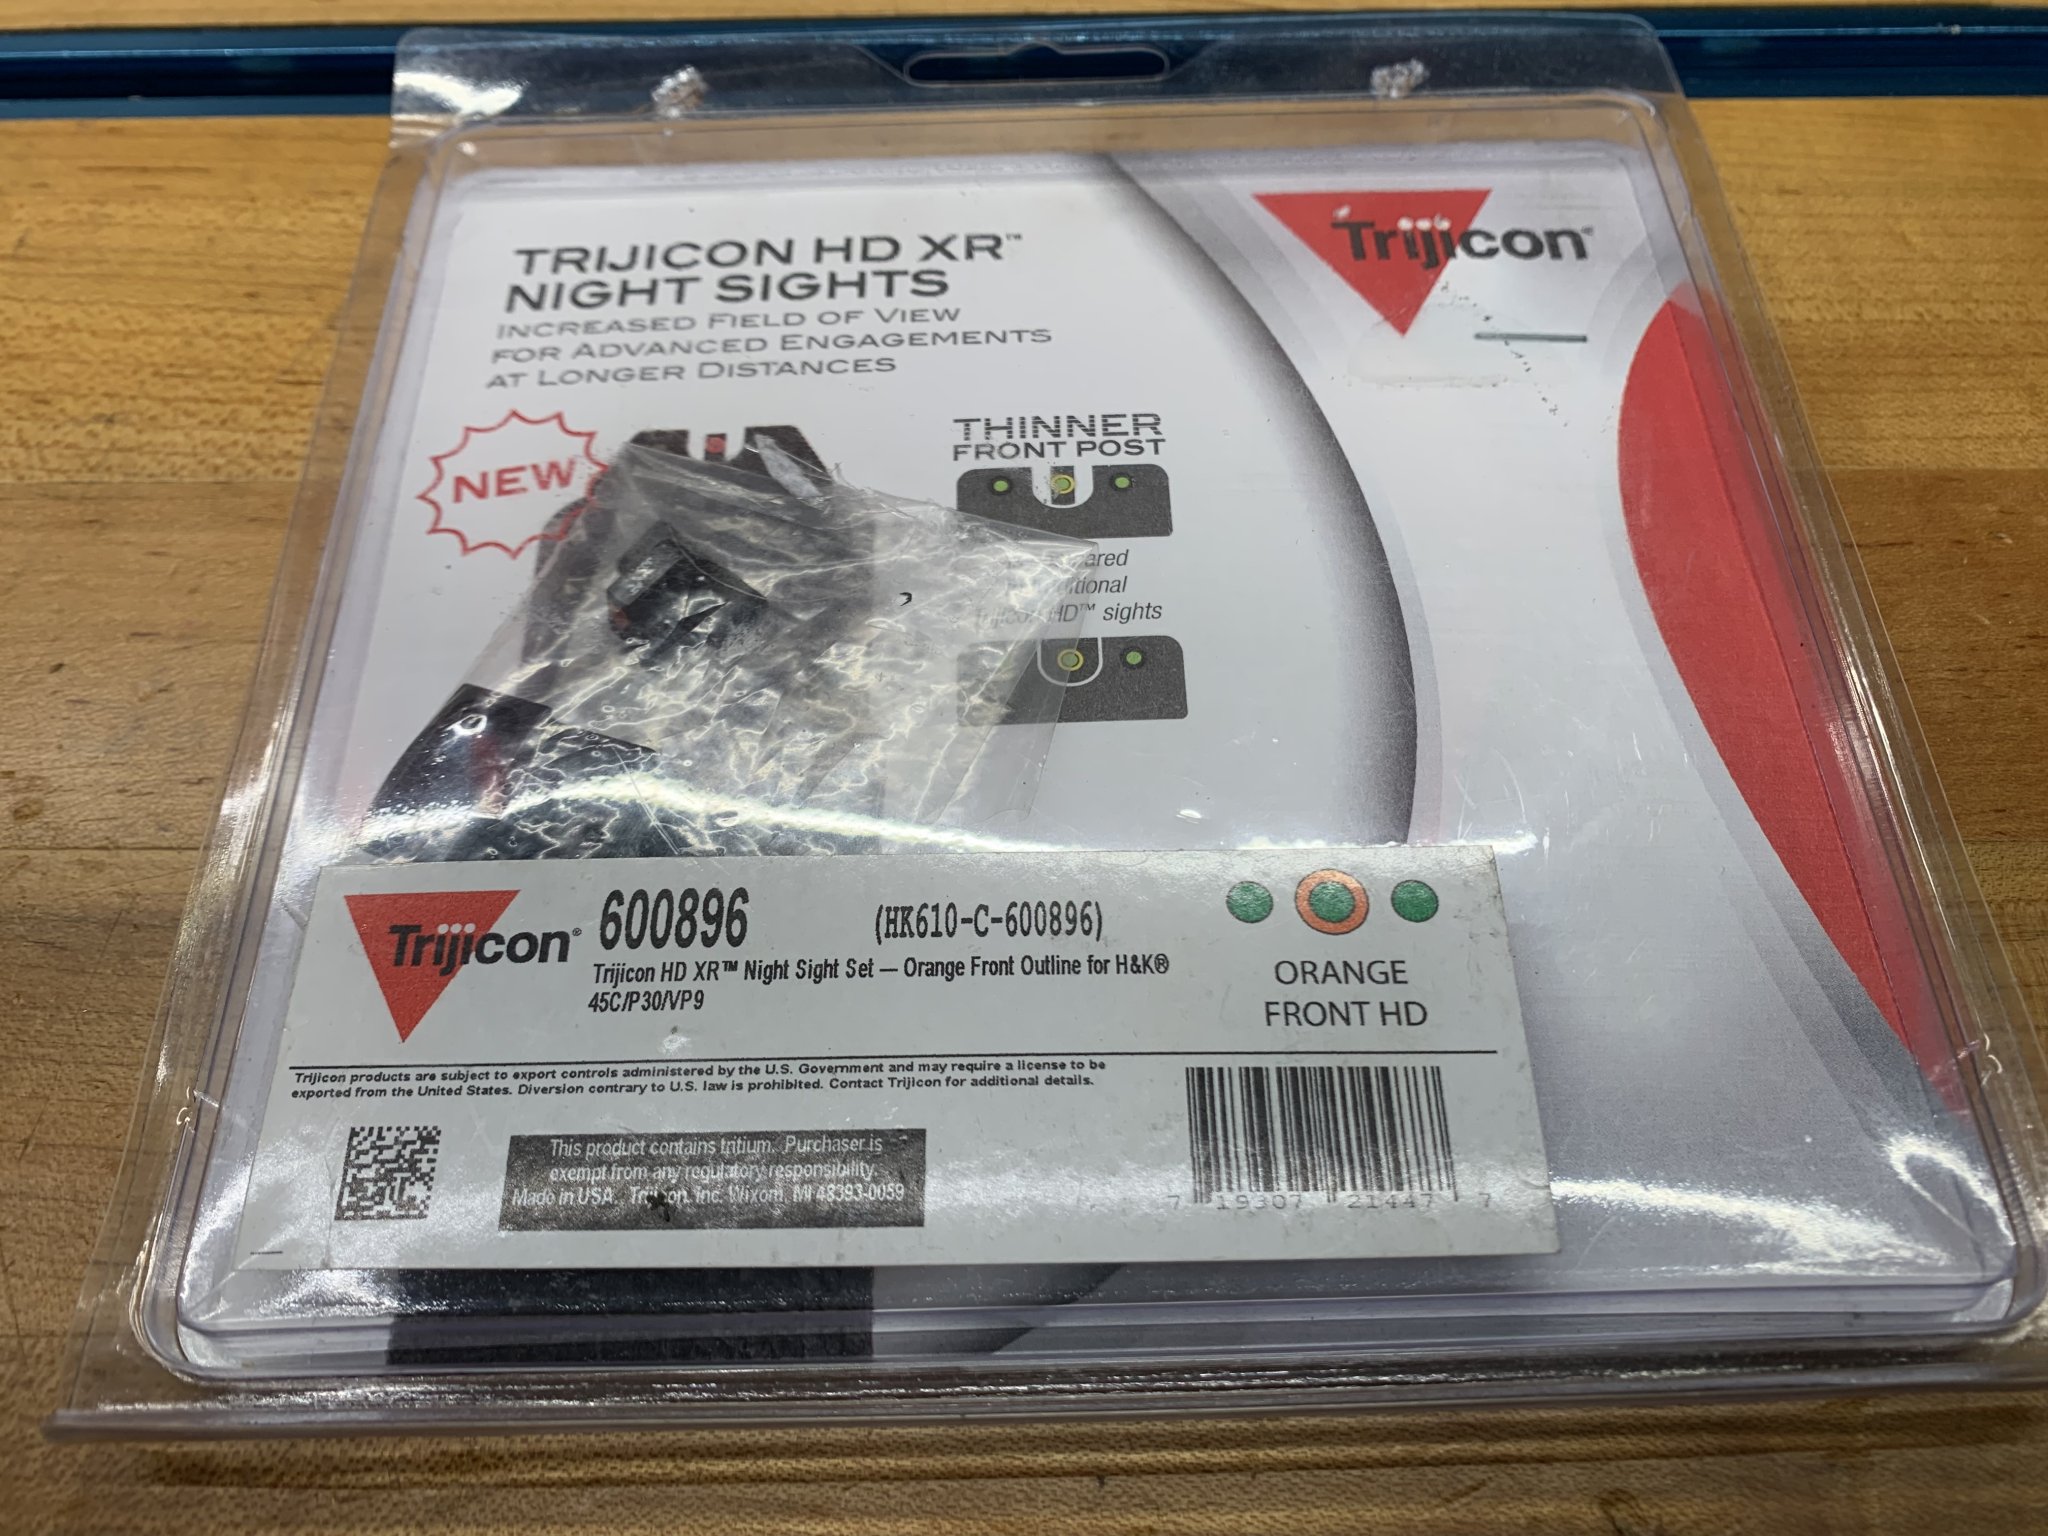 TRIJICON HD XR™
NIGHT SIGHTS
INCREASED FIELD OF VIEW
FOR ADVANCED ENGAGEMENTS
AT LONGER DISTANCES
Trijicon®
NEW
THINNER
FRONT POST
sights
Trijicon®
600896 (HK610-C-600896)
Trijicon HD XR™ Night Sight Set — Orange Front Outline for H&K®
45C/P30/VP9
ORANGE
FRONT HD
Trijicon products are subject to export controls administered by the U.S. Government and may require a license to be
exported from the United States. Diversion contrary to U.S. law is prohibited. Contact Trijicon for additional details.
This product contains tritium. Purchaser is
exempt from any regulatory responsibility.
Made in USA. Trijicon, Inc. Wixom, MI 48393-0059
7 19307 21447 7